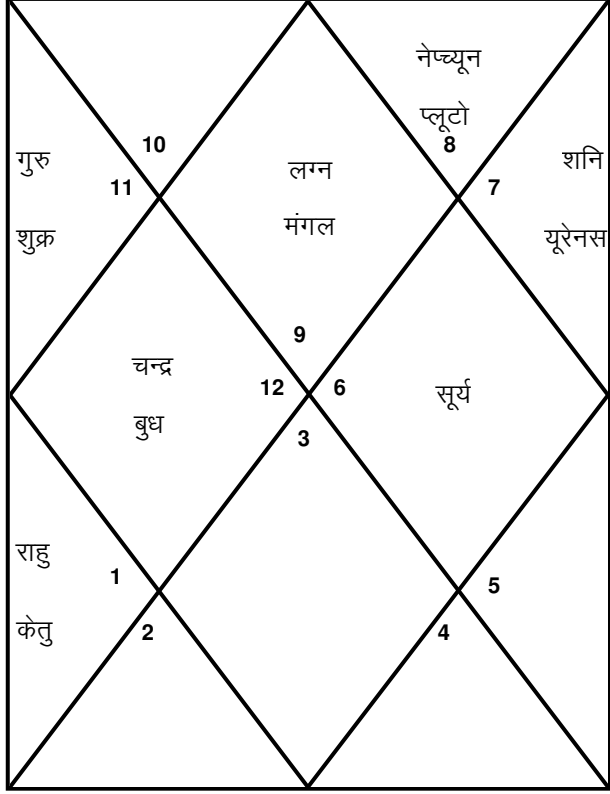 नेप्च्यून
प्लूटो
8
10
गुरु
11
लग्न
मंगल
7
शनि
शुक्र
यूरेनस
9
चन्द्र
बुध
12
6
3
सूर्य
राहु
केतु
1
2
5
4